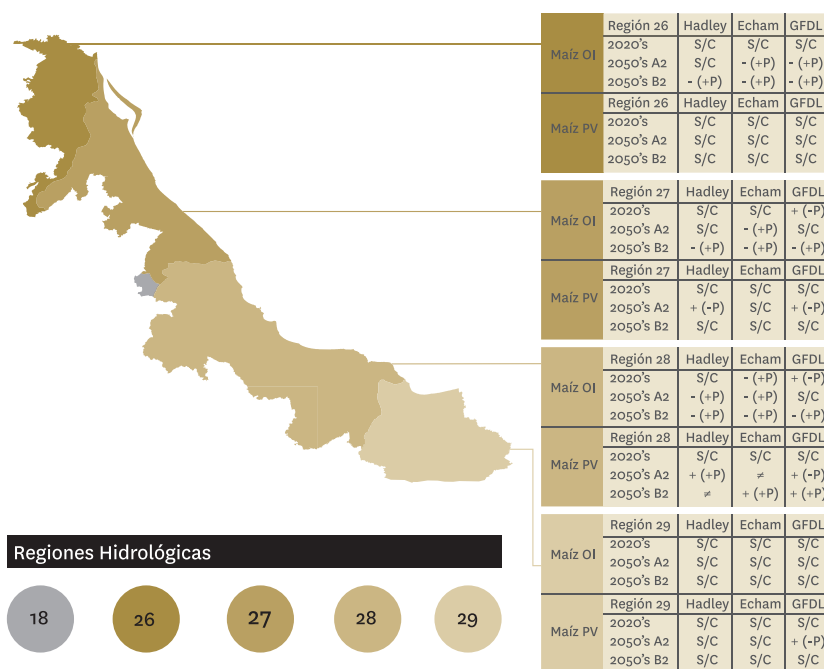 Maíz OI
Región 26 Hadley Echam GFDL
2020's S/C S/C S/C
2050's A2 S/C - (+P) - (+P)
2050's B2 - (+P) - (+P) - (+P)
Maíz PV
Región 26 Hadley Echam GFDL
2020's S/C S/C S/C
2050's A2 S/C S/C S/C
2050's B2 S/C S/C S/C
Maíz OI
Región 27 Hadley Echam GFDL
2020's S/C S/C + (-P)
2050's A2 S/C - (+P) S/C
2050's B2 - (+P) - (+P) - (+P)
Maíz PV
Región 27 Hadley Echam GFDL
2020's S/C S/C S/C
2050's A2 + (-P) S/C + (-P)
2050's B2 S/C S/C S/C
Maíz OI
Región 28 Hadley Echam GFDL
2020's S/C - (+P) + (-P)
2050's A2 - (+P) - (+P) S/C
2050's B2 - (+P) - (+P) - (+P)
Maíz PV
Región 28 Hadley Echam GFDL
2020's S/C S/C S/C
2050's A2 + (+P) ≠ + (-P)
2050's B2 ≠ + (+P) + (+P)
Maíz OI
Región 29 Hadley Echam GFDL
2020's S/C S/C S/C
2050's A2 S/C S/C S/C
2050's B2 S/C S/C S/C
Maíz PV
Región 29 Hadley Echam GFDL
2020's S/C S/C S/C
2050's A2 S/C S/C + (-P)
2050's B2 S/C S/C S/C
Regiones Hidrológicas
18 26 27 28 29